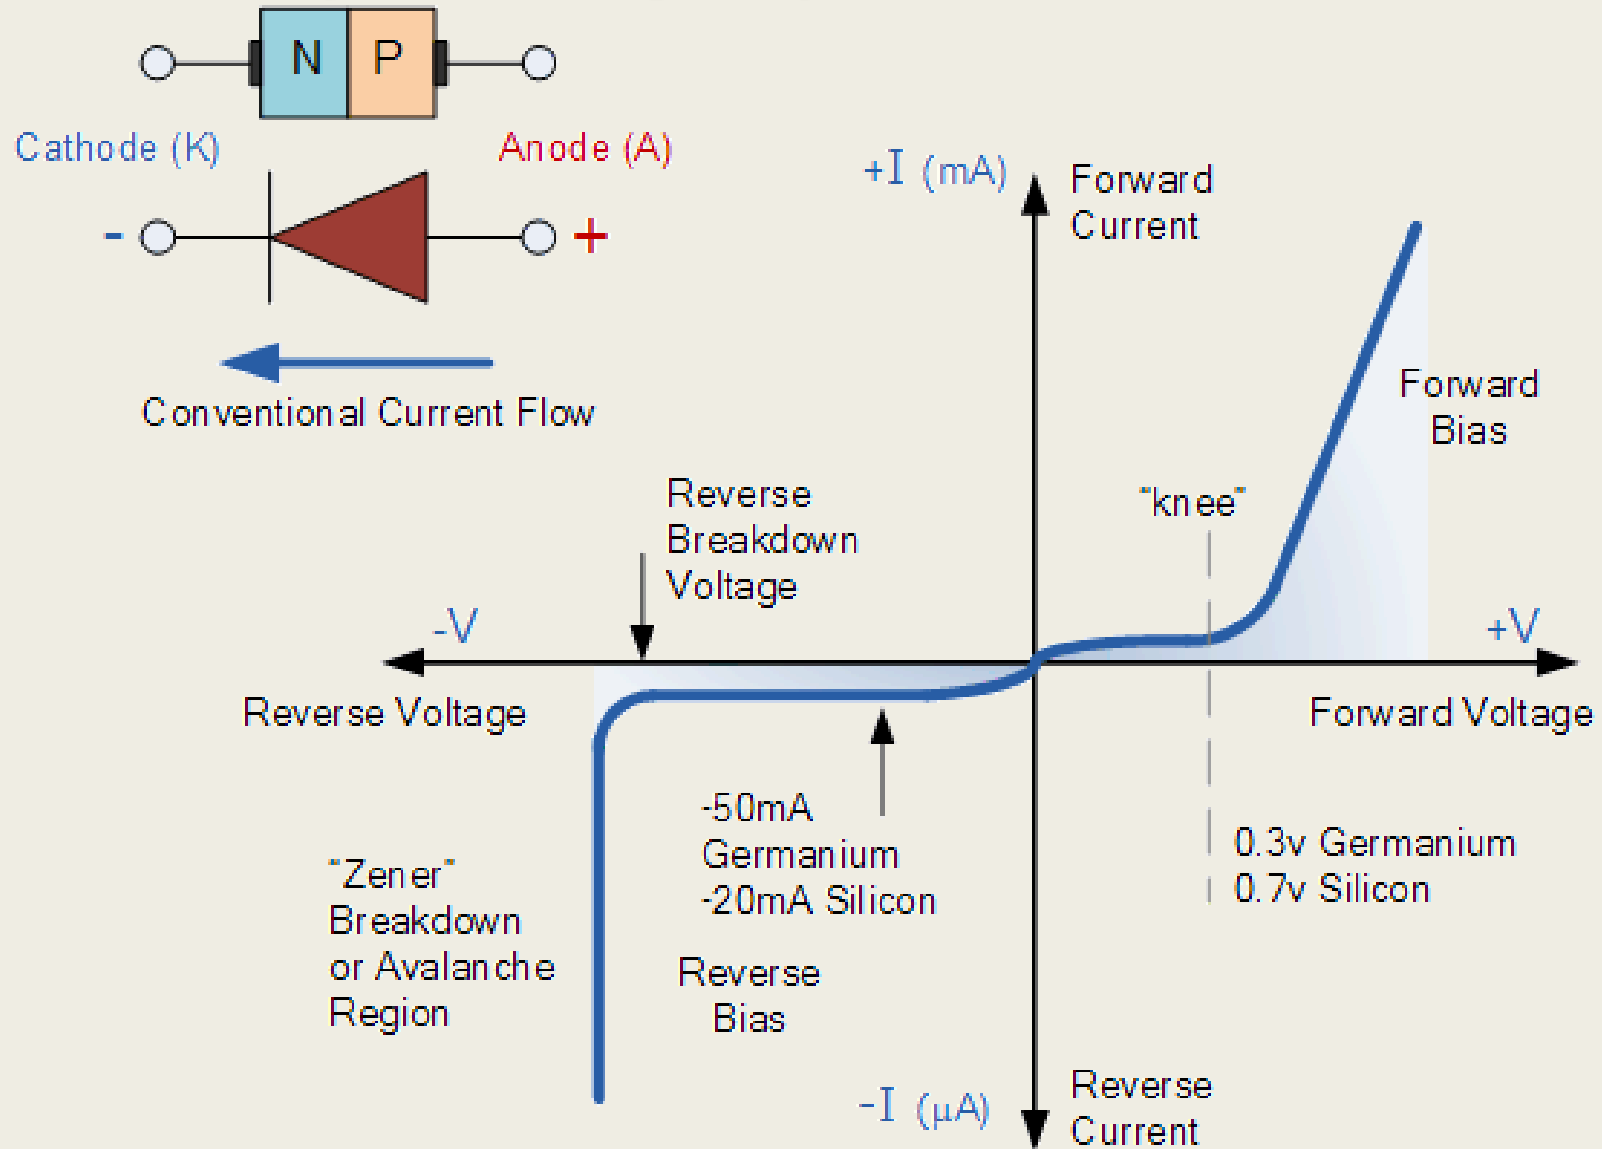 N P
Cathode (K)
Anode (A)
- +
Conventional Current Flow
+I (mA)
Forward
Current
Forward
Bias
"knee"
Reverse
Breakdown
Voltage
-V
+V
Reverse Voltage
Forward Voltage
-50mA
Germanium
-20mA Silicon
0.3v Germanium
0.7v Silicon
"Zener"
Breakdown
or Avalanche
Region
Reverse
Bias
-I (µA)
Reverse
Current